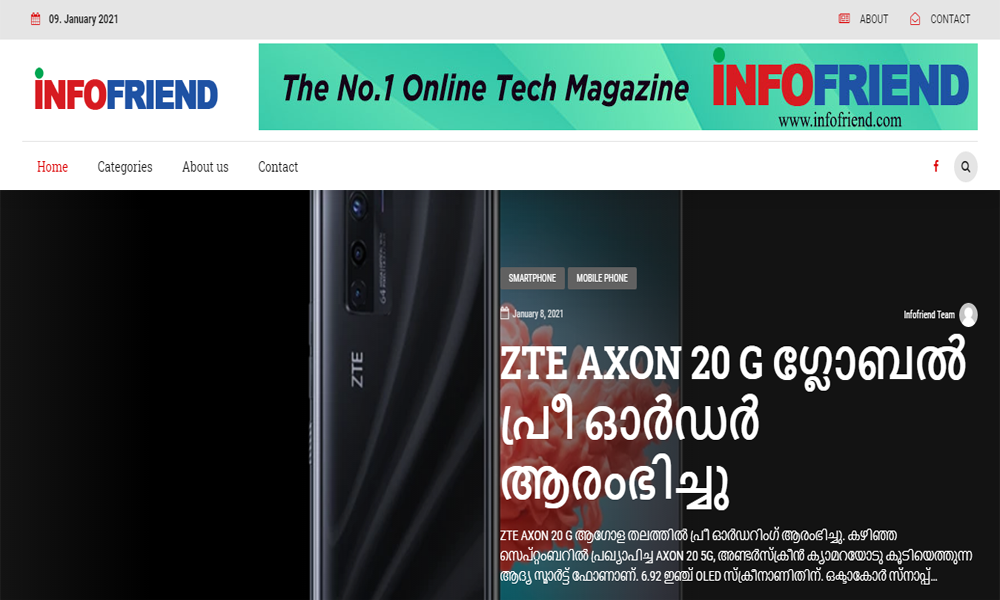 09. January 2021
ABOUT
CONTACT
INFOFRIEND
The No.1 Online Tech Magazine
INFOFRIEND
www.infofriend.com
Home
Categories
About us
Contact
ZTE
SMARTPHONE
MOBILE PHONE
January 8, 2021
Infofriend Team
ZTE AXON 20 G ഗ്ലോബൽ
പ്രീ ഓർഡർ
ആരംഭിച്ചു
ZTE AXON 20 G ആഗോള തലത്തിൽ പ്രീ ഓർഡറിംഗ് ആരംഭിച്ചു. കഴിഞ്ഞ
സെപ്റ്റംബറിൽ പ്രഖ്യാപിച്ച AXON 20 5G, അണ്ടർസ്‌ക്രീൻ ക്യാമറയോടു കൂടിയെത്തുന്ന
ആദ്യ സ്മാർട്ട് ഫോണാണ്. 6.92 ഇഞ്ച് OLED സ്‌ക്രീനാണിതിന്. ഒക്ടാകോർ സ്‌നാപ്പ്...